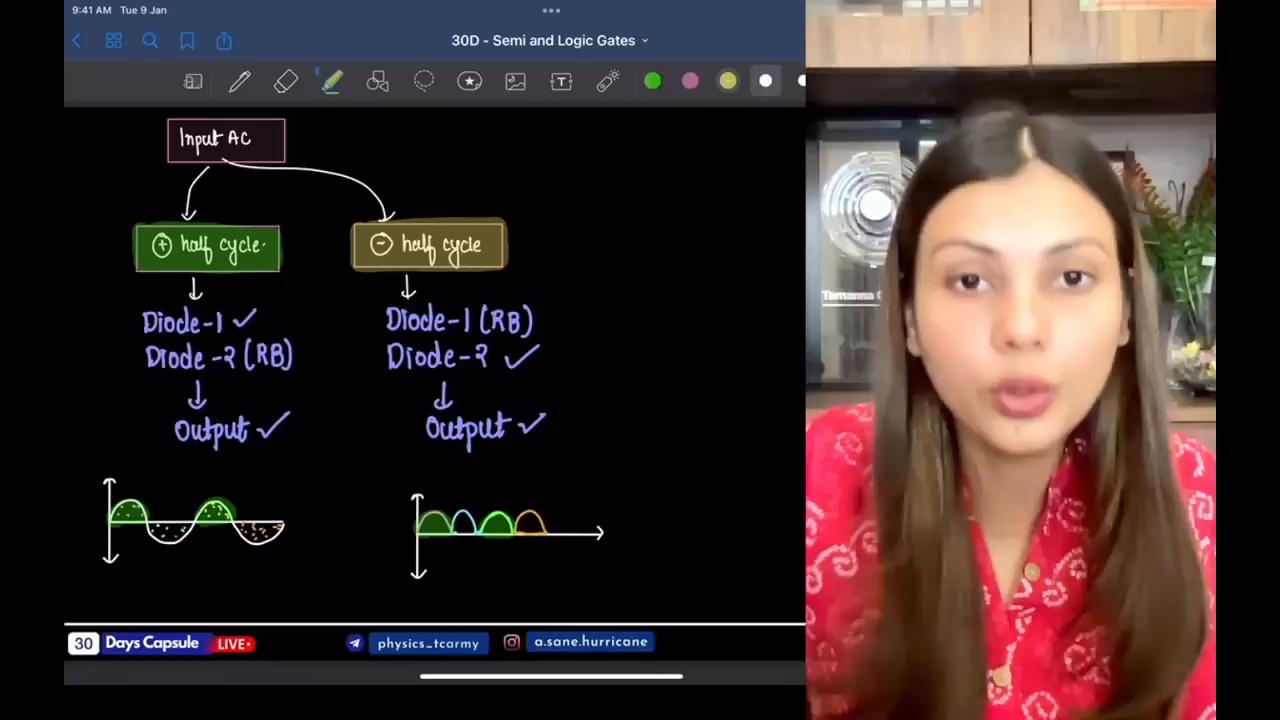 9:41 AM Tue 9 Jan
30D - Semi and Logic Gates
Input AC
+ half cycle
- half cycle
Diode-1 ✓
Diode-2 (RB)
Output ✓
Diode-1 (RB)
Diode-2 ✓
Output ✓
30 Days Capsule LIVE
physics_tcarmy
a.sane.hurricane
Tamanna